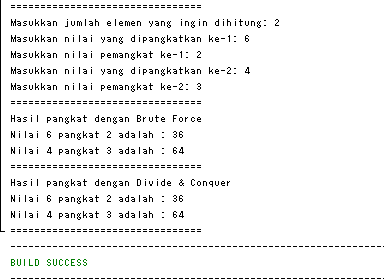 ================================
Masukkan jumlah elemen yang ingin dihitung: 2
Masukkan nilai yang dipangkatkan ke-1: 6
Masukkan nilai pemangkat ke-1: 2
Masukkan nilai yang dipangkatkan ke-2: 4
Masukkan nilai pemangkat ke-2: 3
================================
Hasil pangkat dengan Brute Force
Nilai 6 pangkat 2 adalah : 36
Nilai 4 pangkat 3 adalah : 64
================================
Hasil pangkat dengan Divide & Conquer
Nilai 6 pangkat 2 adalah : 36
Nilai 4 pangkat 3 adalah : 64
================================
---------------------------------------------------------------
BUILD SUCCESS
---------------------------------------------------------------